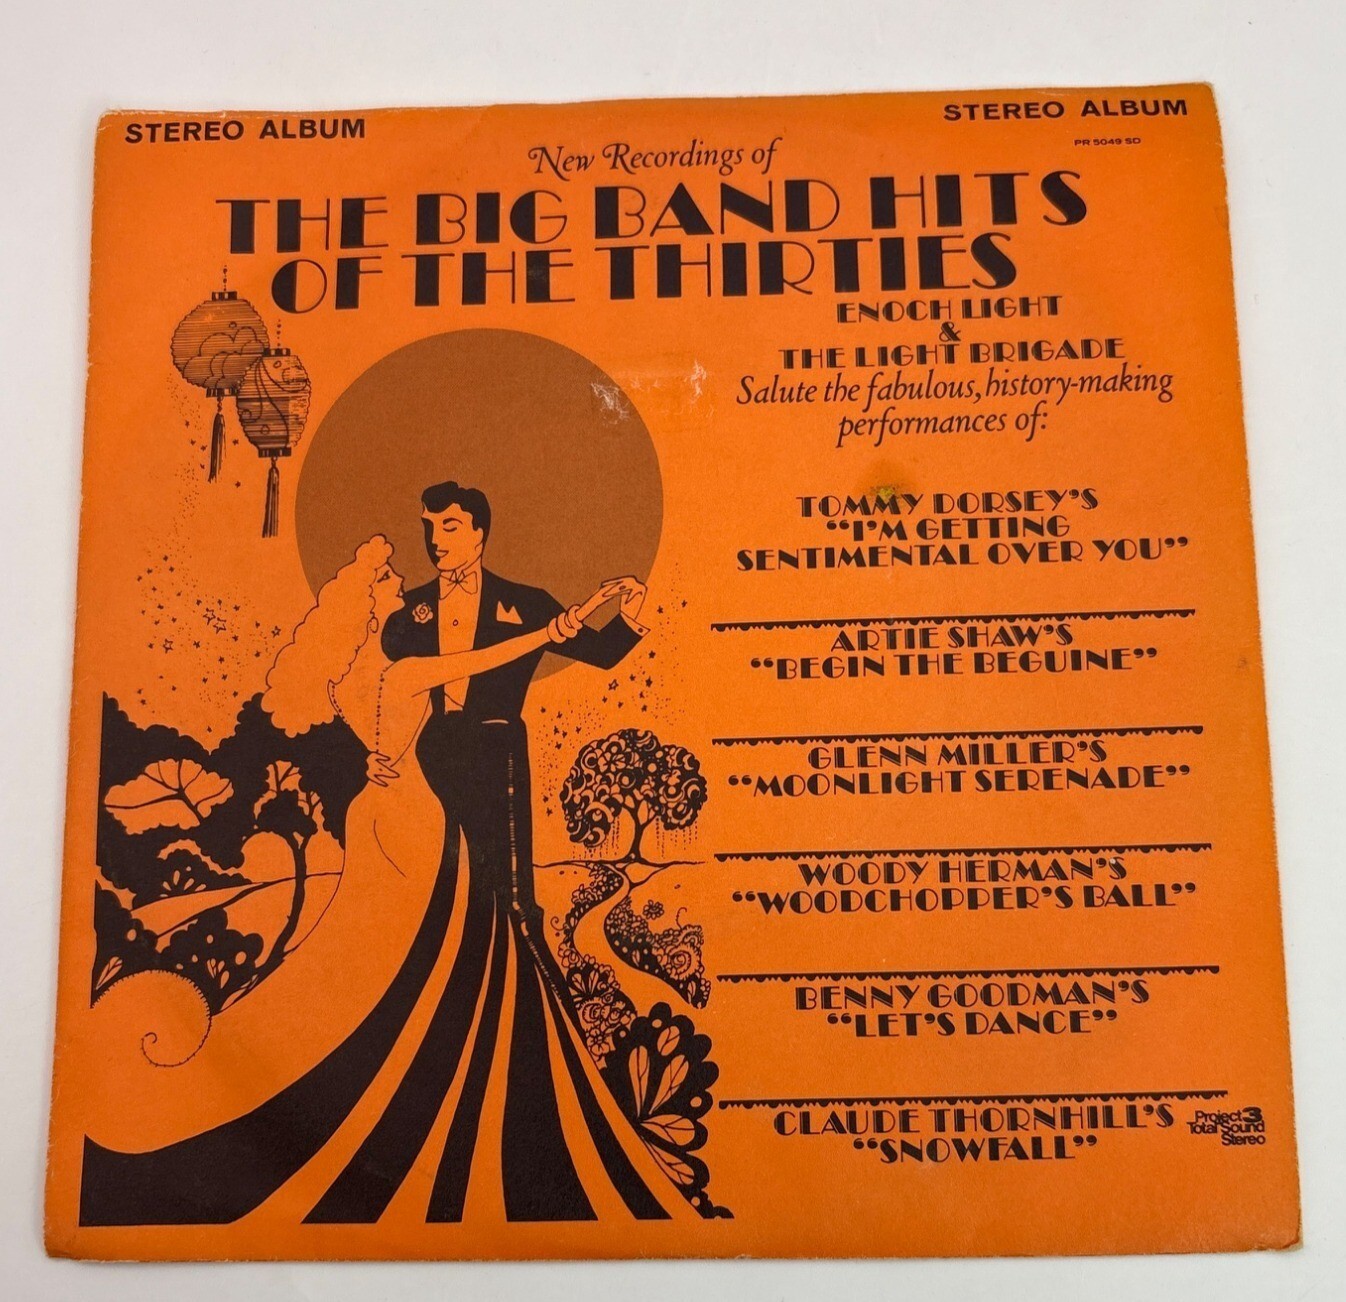 STEREO ALBUM
STEREO ALBUM
PR 5049 SD
New Recordings of
THE BIG BAND HITS
OF THE THIRTIES
ENOCH LIGHT
&
THE LIGHT BRIGADE
Salute the fabulous, history-making
performances of:
TOMMY DORSEY'S
“I'M GETTING
SENTIMENTAL OVER YOU”
ARTIE SHAW'S
“BEGIN THE BEGUINE”
GLENN MILLER'S
“MOONLIGHT SERENADE”
WOODY HERMAN'S
“WOODCHOPPER'S BALL”
BENNY GOODMAN'S
“LET'S DANCE”
CLAUDE THORNHILL'S
“SNOWFALL”
Project 3
Total Sound
Stereo